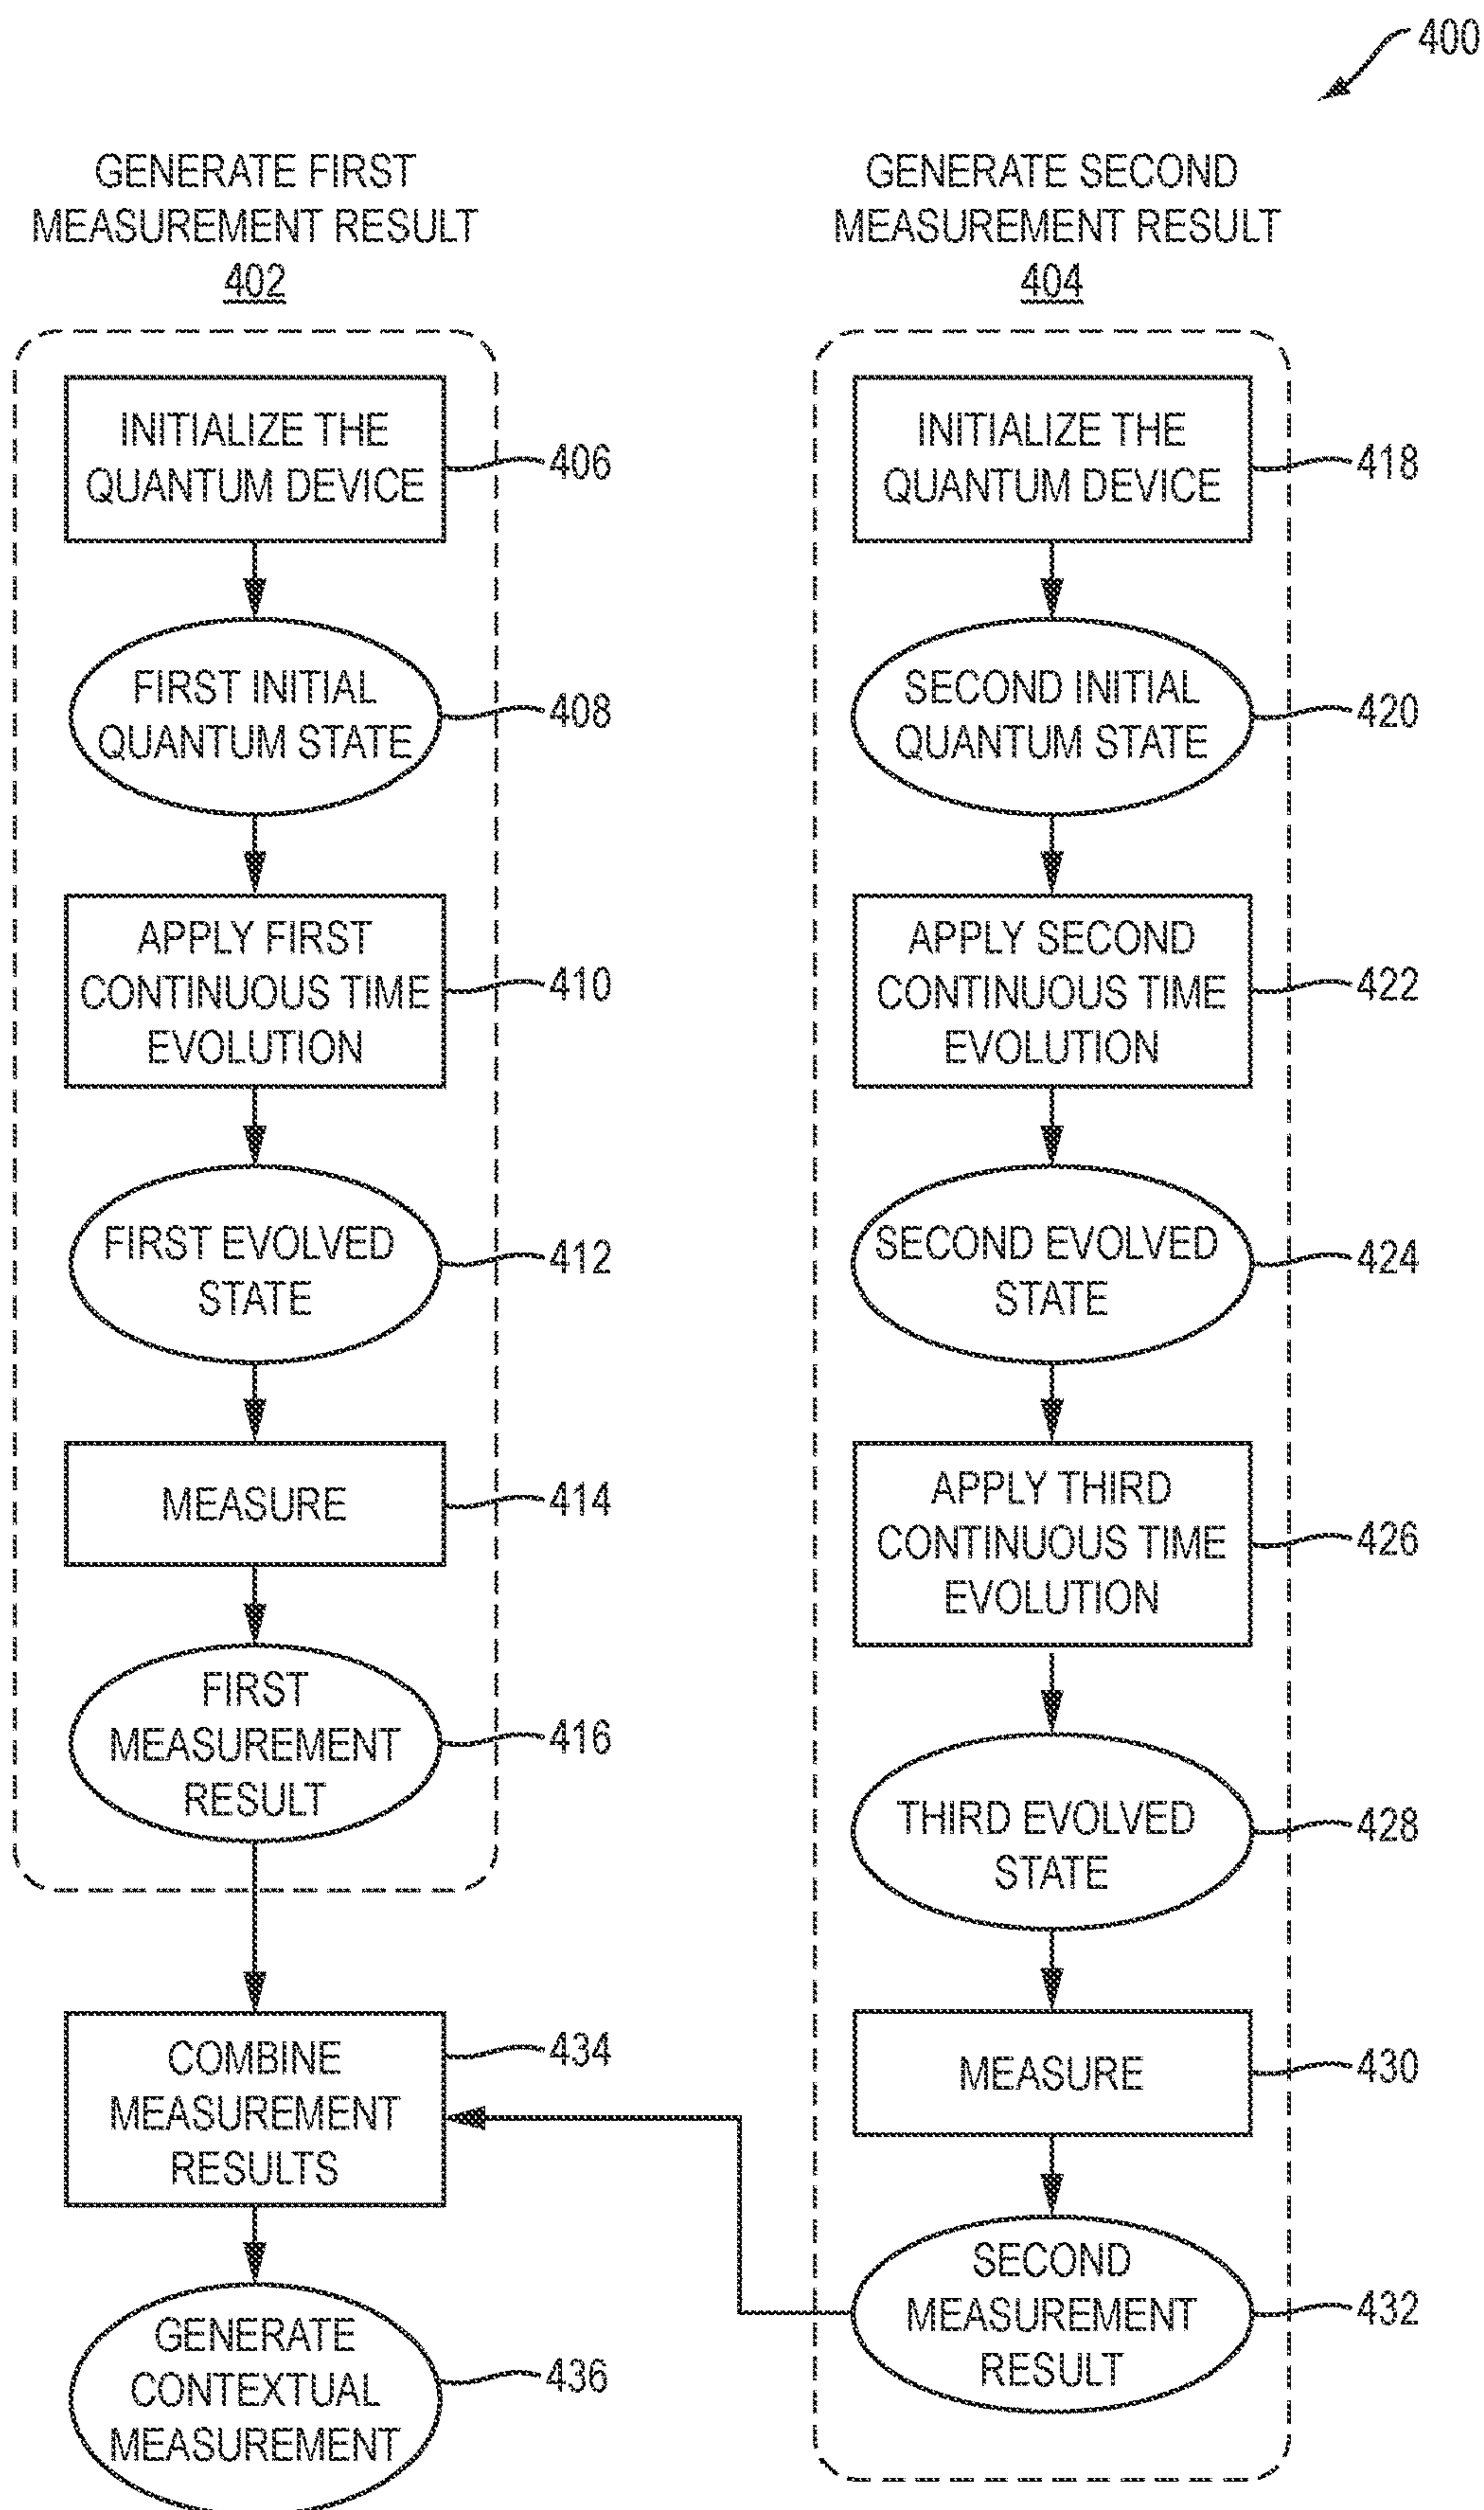 400
GENERATE FIRST
MEASUREMENT RESULT
402
INITIALIZE THE
QUANTUM DEVICE
406
FIRST INITIAL
QUANTUM STATE
408
APPLY FIRST
CONTINUOUS TIME
EVOLUTION
410
FIRST EVOLVED
STATE
412
MEASURE
414
FIRST
MEASUREMENT
RESULT
416
COMBINE
MEASUREMENT
RESULTS
434
GENERATE
CONTEXTUAL
MEASUREMENT
436
GENERATE SECOND
MEASUREMENT RESULT
404
INITIALIZE THE
QUANTUM DEVICE
418
SECOND INITIAL
QUANTUM STATE
420
APPLY SECOND
CONTINUOUS TIME
EVOLUTION
422
SECOND EVOLVED
STATE
424
APPLY THIRD
CONTINUOUS TIME
EVOLUTION
426
THIRD EVOLVED
STATE
428
MEASURE
430
SECOND
MEASUREMENT
RESULT
432